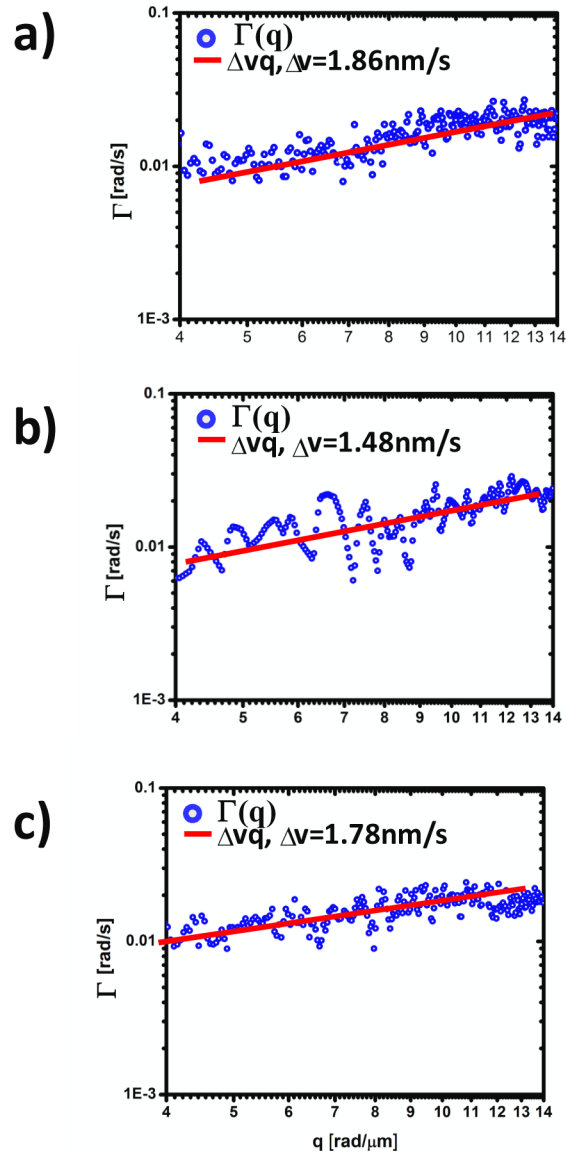 a)
0.1
Γ(q)
Δvq, Δv=1.86nm/s
0.01
Γ [rad/s]
1E-3
4 5 6 7 8 9 10 11 12 13 14
b)
0.1
Γ(q)
Δvq, Δv=1.48nm/s
0.01
Γ [rad/s]
1E-3
4 5 6 7 8 9 10 11 12 13 14
c)
0.1
Γ(q)
Δvq, Δv=1.78nm/s
0.01
Γ [rad/s]
1E-3
4 5 6 7 8 9 10 11 12 13 14
q [rad/μm]